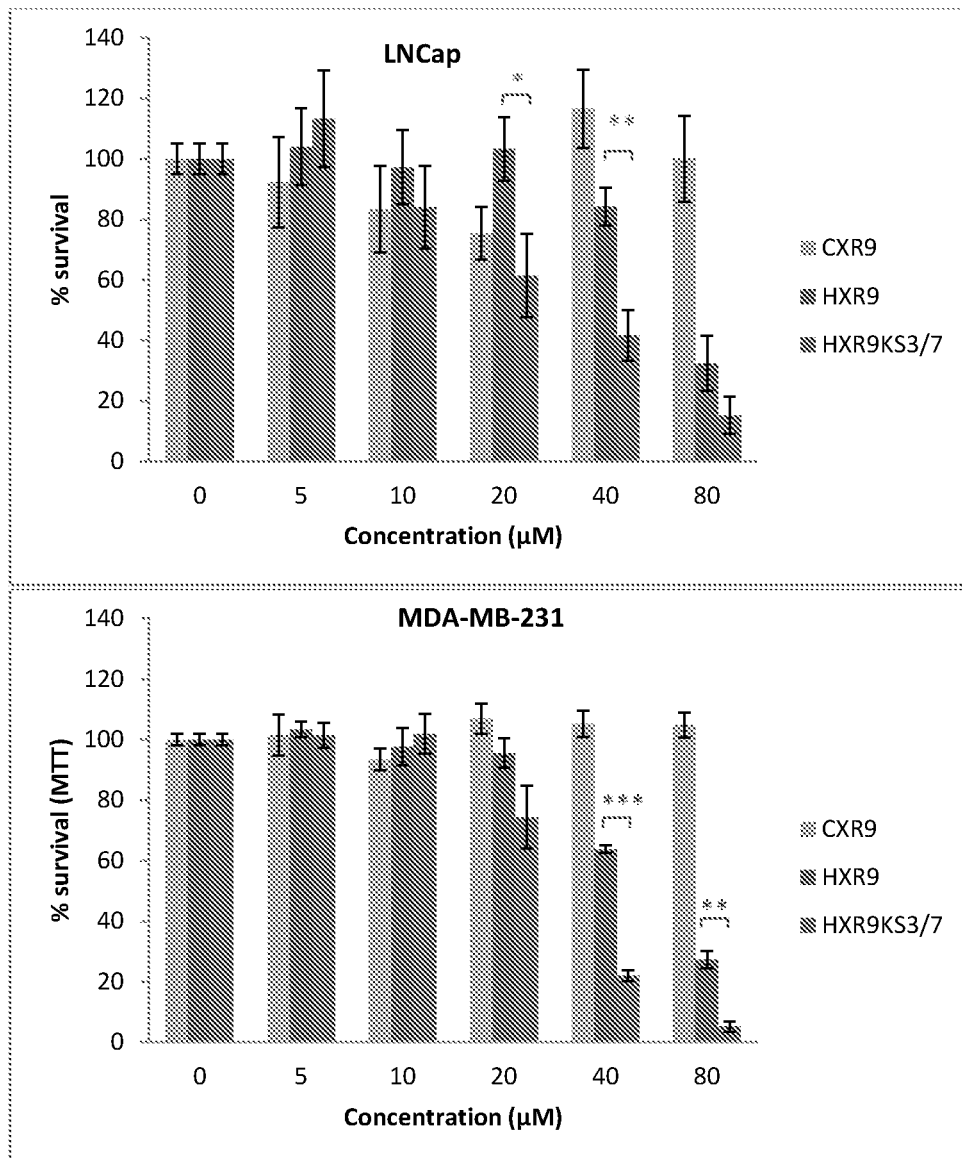 LNCap
140
120
100
80
60
40
20
0
% survival
*
**
0 5 10 20 40 80
Concentration (µM)
CXR9
HXR9
HXR9KS3/7
MDA-MB-231
140
120
100
80
60
40
20
0
% survival (MTT)
***
**
0 5 10 20 40 80
Concentration (µM)
CXR9
HXR9
HXR9KS3/7